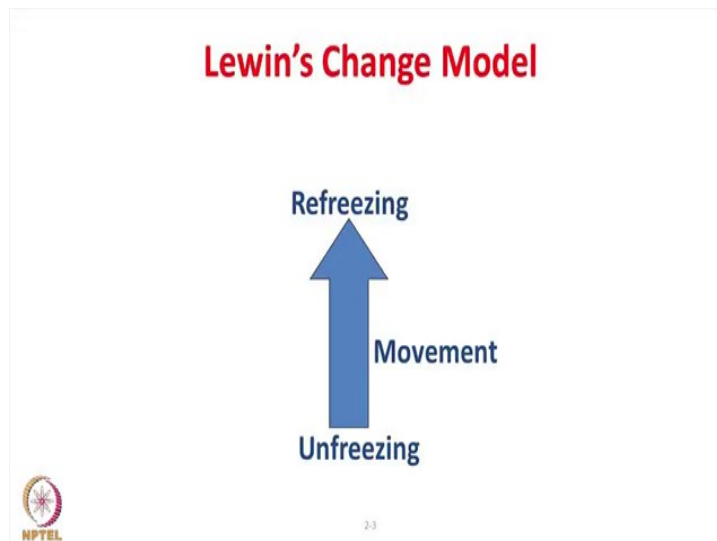 Lewin's Change Model
Refreezing
Movement
Unfreezing
NPTEL
2-3